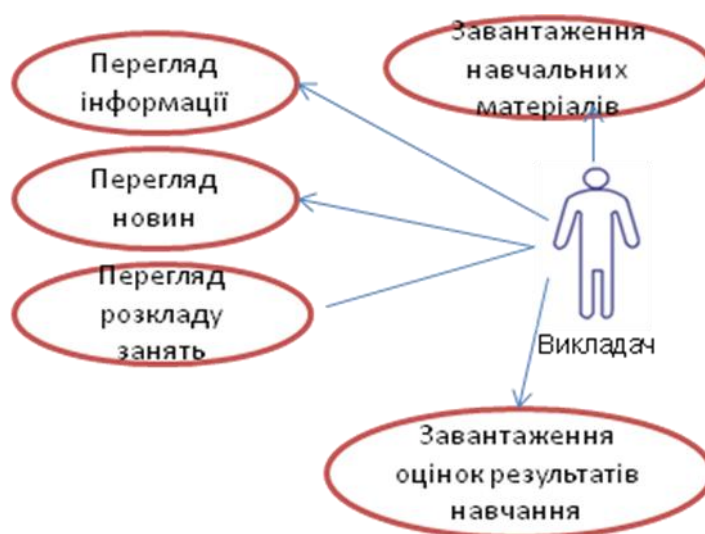 Перегляд
інформації
Завантаження
навчальних
матеріалів
Перегляд
новин
Перегляд
розкладу
занять
Викладач
Завантаження
оцінок результатів
навчання